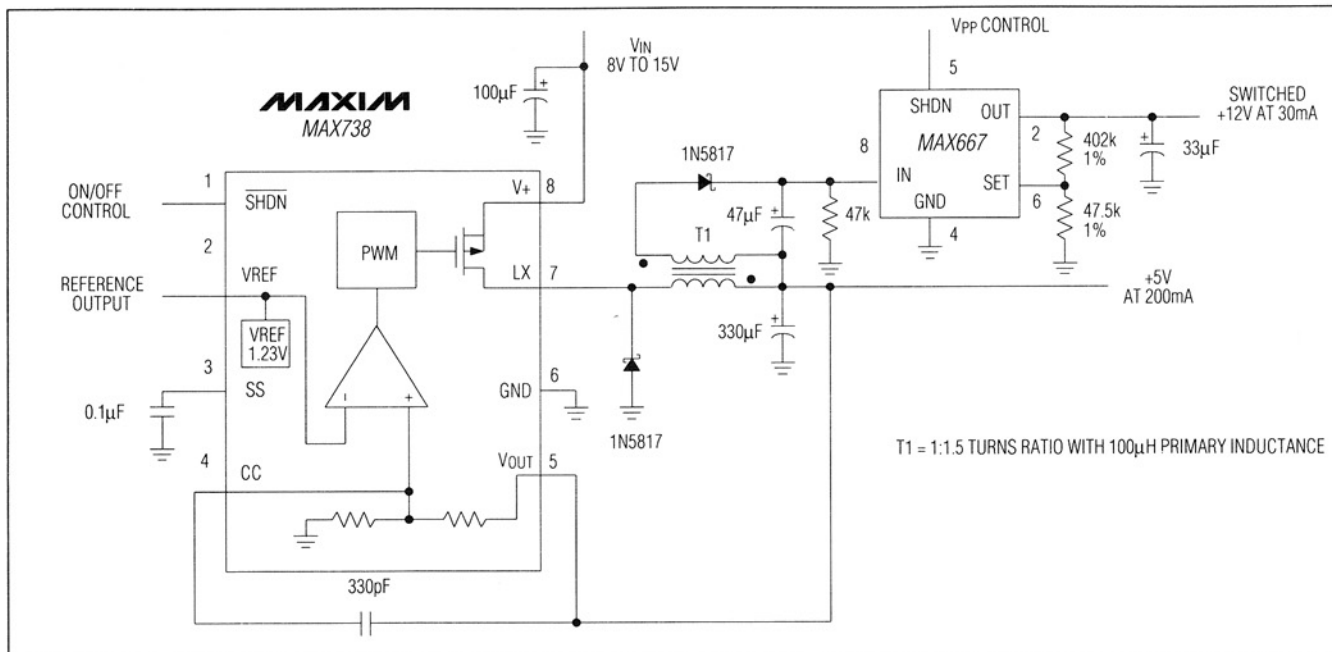 MAXIM
MAX738
100µF
+
VIN
8V TO 15V
ON/OFF
CONTROL
1
SHDN
2
REFERENCE
OUTPUT
VREF
VREF
1.23V
3
SS
0.1µF
4
CC
PWM
–
+
V+
8
LX
7
GND
6
VOUT
5
330pF
1N5817
1N5817
47µF
+
47k
T1
330µF
+
VPP CONTROL
5
SHDN
OUT
MAX667
8
IN
GND
4
2
SET
6
402k
1%
47.5k
1%
+
33µF
SWITCHED
+12V AT 30mA
+5V
AT 200mA
T1 = 1:1.5 TURNS RATIO WITH 100µH PRIMARY INDUCTANCE